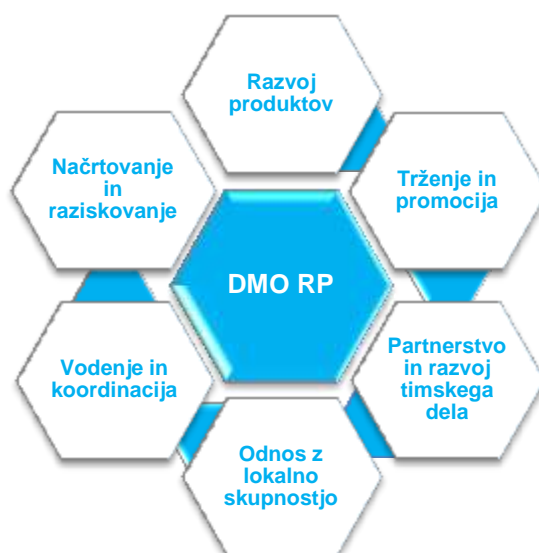 Razvoj
produktov
Trženje in
promocija
Partnerstvo
in razvoj
timskega
dela
Odnos z
lokalno
skupnostjo
Vodenje in
koordinacija
Načrtovanje
in
raziskovanje
DMO RP